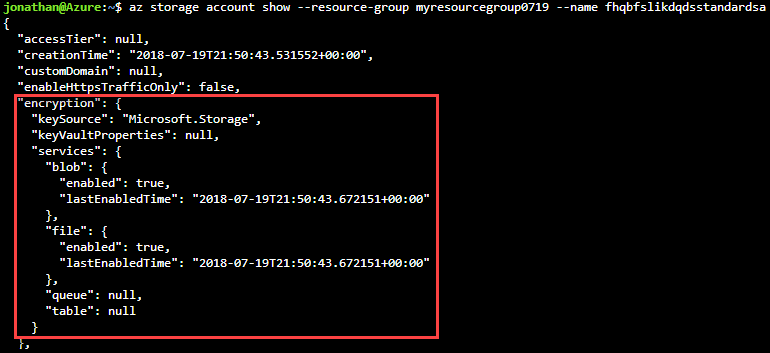 jonathan@Azure:~$ az storage account show --resource-group myresourcegroup0719 --name fhqbfslikdqdsstandardsa
{
  "accessTier": null,
  "creationTime": "2018-07-19T21:50:43.531552+00:00",
  "customDomain": null,
  "enableHttpsTrafficOnly": false,
  "encryption": {
    "keySource": "Microsoft.Storage",
    "keyVaultProperties": null,
    "services": {
      "blob": {
        "enabled": true,
        "lastEnabledTime": "2018-07-19T21:50:43.672151+00:00"
      },
      "file": {
        "enabled": true,
        "lastEnabledTime": "2018-07-19T21:50:43.672151+00:00"
      },
      "queue": null,
      "table": null
    }
  },